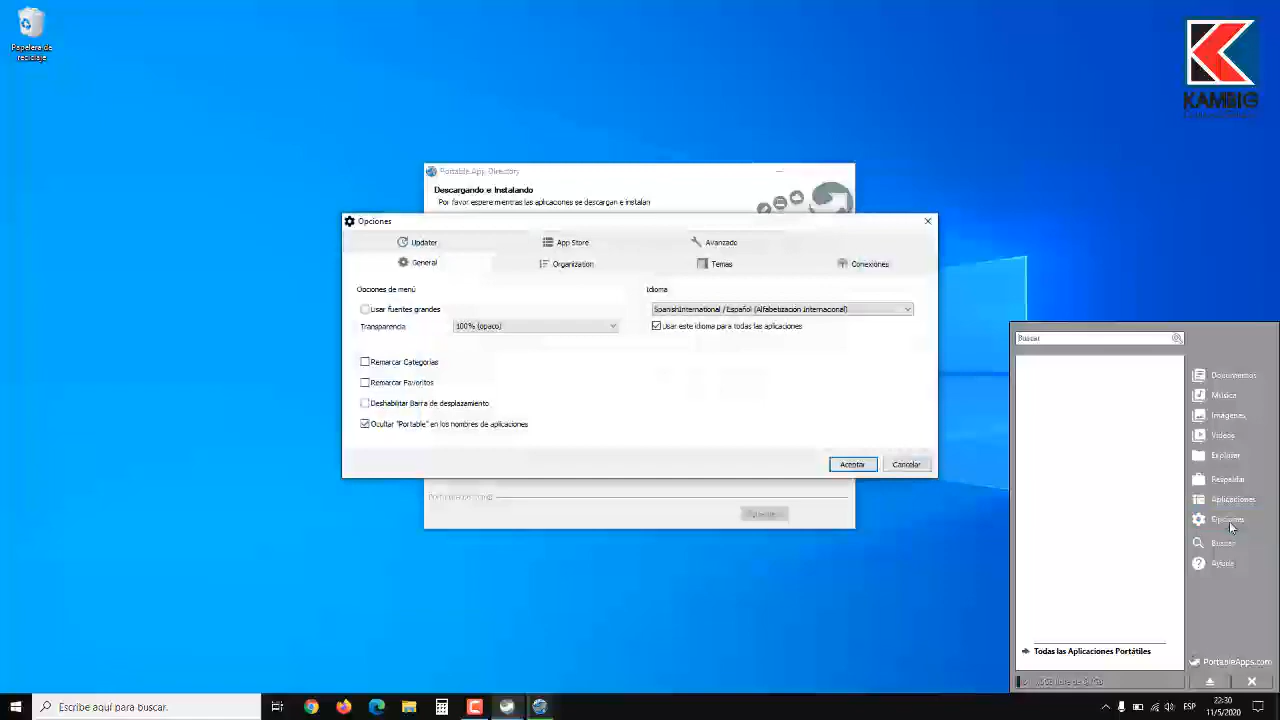 Papelera de
reciclaje
KAMBIG
Portable App Directory
Descargando e Instalando
Por favor espere mientras las aplicaciones se descargan e instalan
Opciones
Updater
App Store
Avanzado
General
Organization
Temas
Conexiones
Opciones de menú
Idioma
Usar fuentes grandes
SpanishInternational / Español (Alfabetización Internacional)
Transparencia
100% (opaco)
Usar este idioma para todas las aplicaciones
Remarcar Categorías
Remarcar Favoritos
Deshabilitar Barra de desplazamiento
Ocultar "Portable" en los nombres de aplicaciones
Aceptar
Cancelar
Buscar
Documentos
Música
Imágenes
Videos
Explorar
Respaldar
Aplicaciones
Opciones
Buscar
Ayuda
Todas las Aplicaciones Portátiles
PortableApps.com
Escribe aquí para buscar.
ESP
22:30
11/5/2020